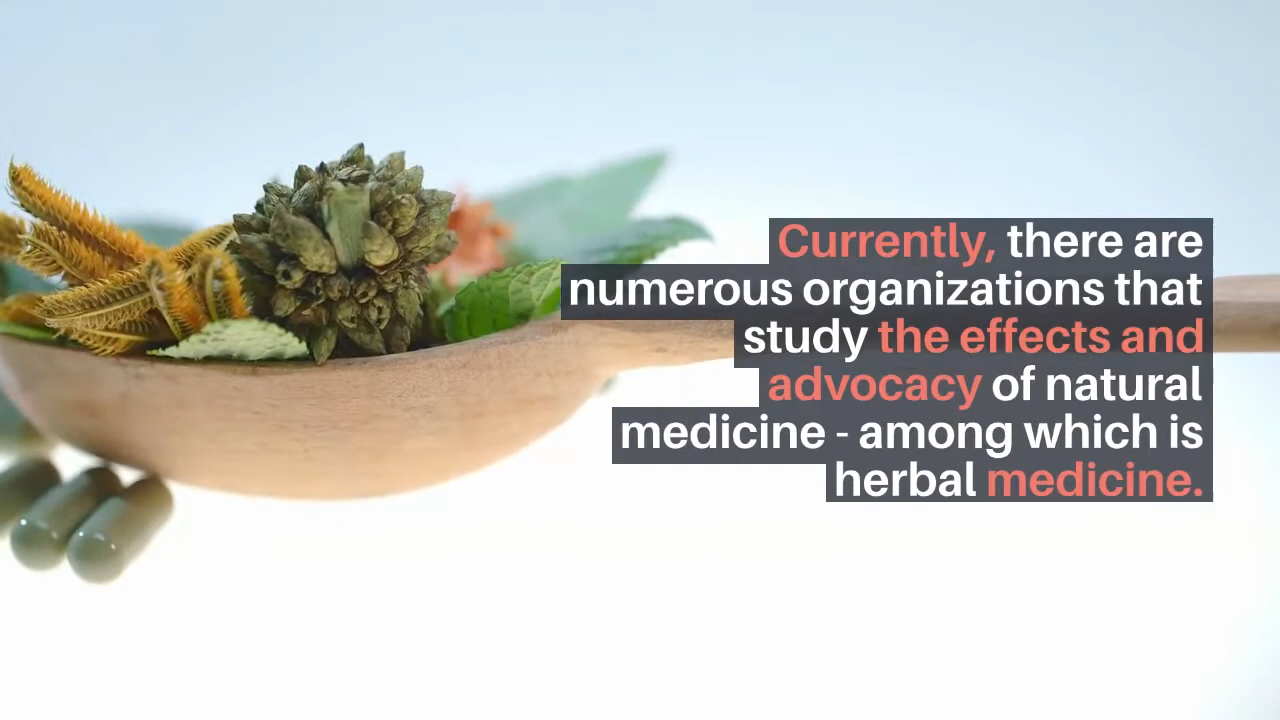 Currently, there are
numerous organizations that
study the effects and
advocacy of natural
medicine - among which is
herbal medicine.